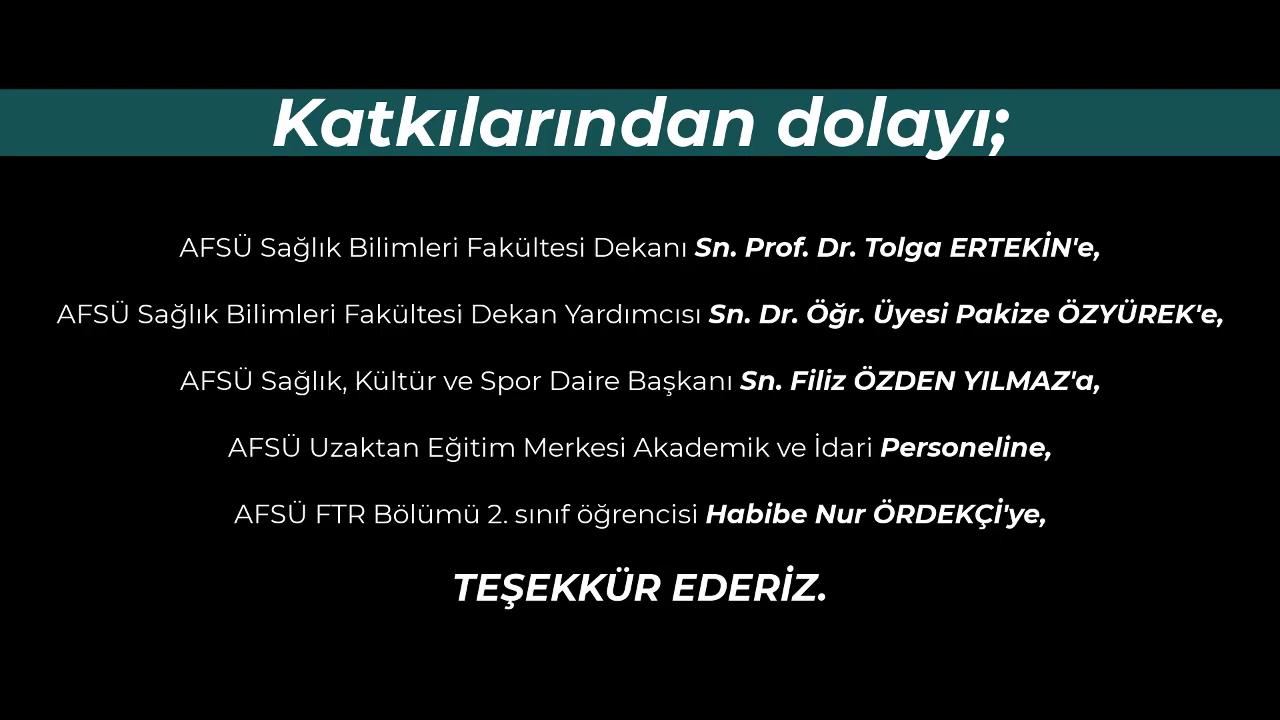 Katkılarından dolayı;
AFSÜ Sağlık Bilimleri Fakültesi Dekanı Sn. Prof. Dr. Tolga ERTEKİN'e,
AFSÜ Sağlık Bilimleri Fakültesi Dekan Yardımcısı Sn. Dr. Öğr. Üyesi Pakize ÖZYÜREK'e,
AFSÜ Sağlık, Kültür ve Spor Daire Başkanı Sn. Filiz ÖZDEN YILMAZ'a,
AFSÜ Uzaktan Eğitim Merkesi Akademik ve İdari Personeline,
AFSÜ FTR Bölümü 2. sınıf öğrencisi Habibe Nur ÖRDEKÇİ'ye,
TEŞEKKÜR EDERİZ.